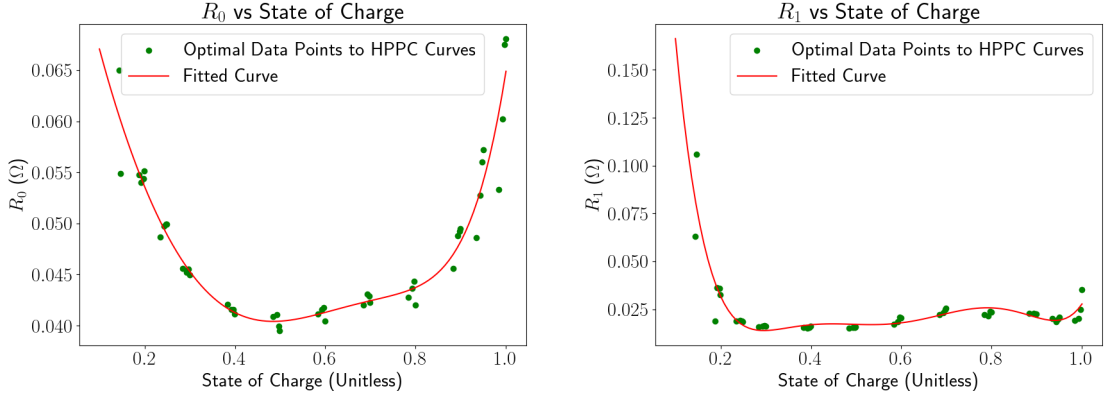 R₀ vs State of Charge
Optimal Data Points to HPPC Curves
Fitted Curve
R₀ (Ω)
0.065
0.060
0.055
0.050
0.045
0.040
0.2 0.4 0.6 0.8 1.0
State of Charge (Unitless)
R₁ vs State of Charge
Optimal Data Points to HPPC Curves
Fitted Curve
R₁ (Ω)
0.150
0.125
0.100
0.075
0.050
0.025
0.2 0.4 0.6 0.8 1.0
State of Charge (Unitless)